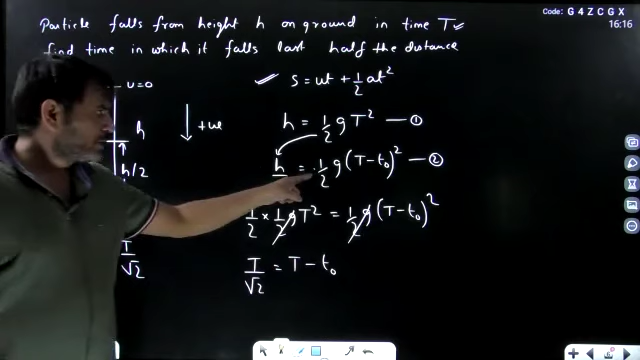 Code: G4ZCGX
16:16
Particle falls from height h on ground in time T
find time in which it falls last half the distance
u=0
S = ut + 1/2 at²
h
+ve
h = 1/2 g T² — ①
h/2
h = 1/2 g (T-t₀)² — ②
1/2 × 1/2 g T² = 1/2 g (T-t₀)²
T/√2
T/√2 = T - t₀